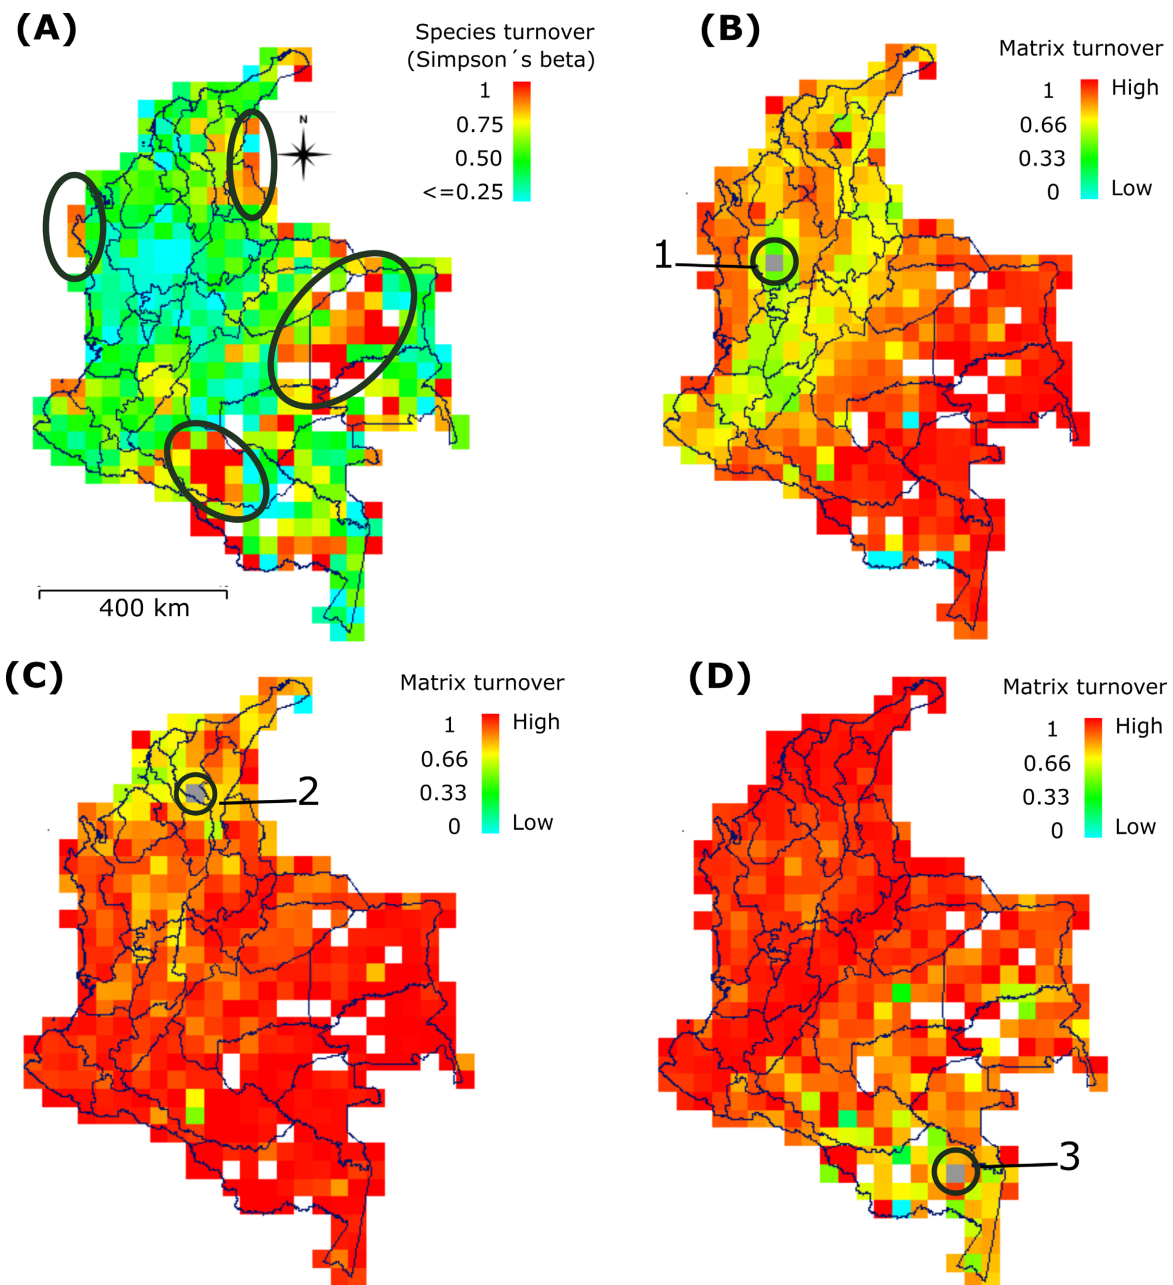 (A)
Species turnover
(Simpson´s beta)
1
0.75
0.50
<=0.25
N
400 km
(B)
Matrix turnover
1 High
0.66
0.33
0 Low
1
(C)
Matrix turnover
1 High
0.66
0.33
0 Low
2
(D)
Matrix turnover
1 High
0.66
0.33
0 Low
3